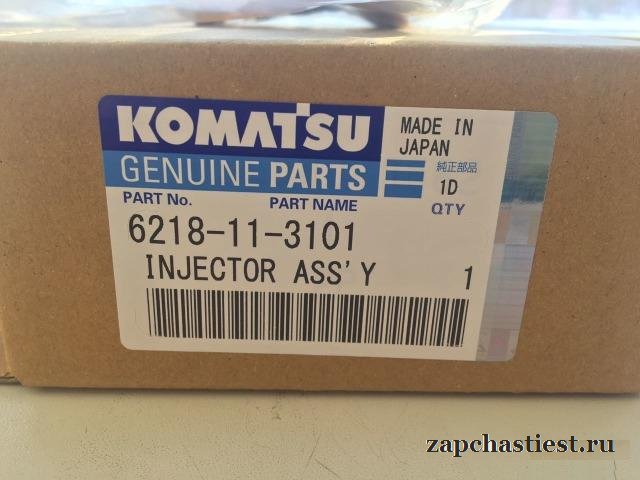 KOMATSU
GENUINE PARTS
MADE IN
JAPAN
純正部品
1D
QTY
PART No.
PART NAME
6218-11-3101
INJECTOR ASS'Y
1
zapchastiest.ru